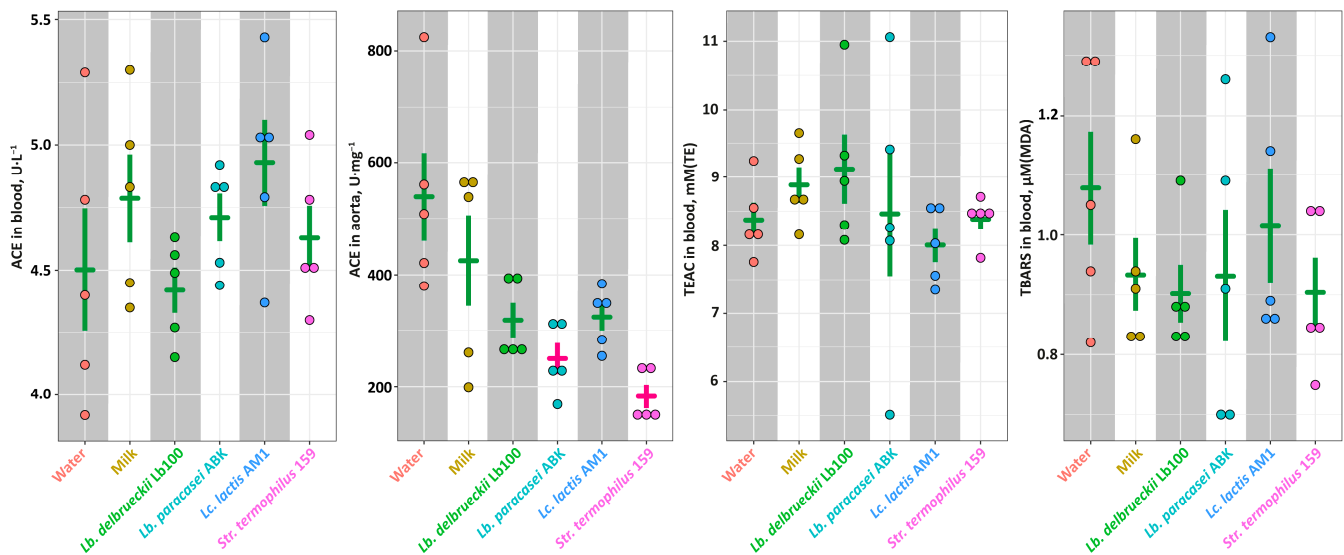 ACE in blood, U·L⁻¹
5.5
5.0
4.5
4.0
Water
Milk
Lb. delbrueckii Lb100
Lb. paracasei ABK
Lc. lactis AM1
Str. termophilus 159
ACE in aorta, U·mg⁻¹
800
600
400
200
Water
Milk
Lb. delbrueckii Lb100
Lb. paracasei ABK
Lc. lactis AM1
Str. termophilus 159
TEAC in blood, mM(TE)
11
10
9
8
7
6
Water
Milk
Lb. delbrueckii Lb100
Lb. paracasei ABK
Lc. lactis AM1
Str. termophilus 159
TBARS in blood, µM(MDA)
1.2
1.0
0.8
Water
Milk
Lb. delbrueckii Lb100
Lb. paracasei ABK
Lc. lactis AM1
Str. termophilus 159